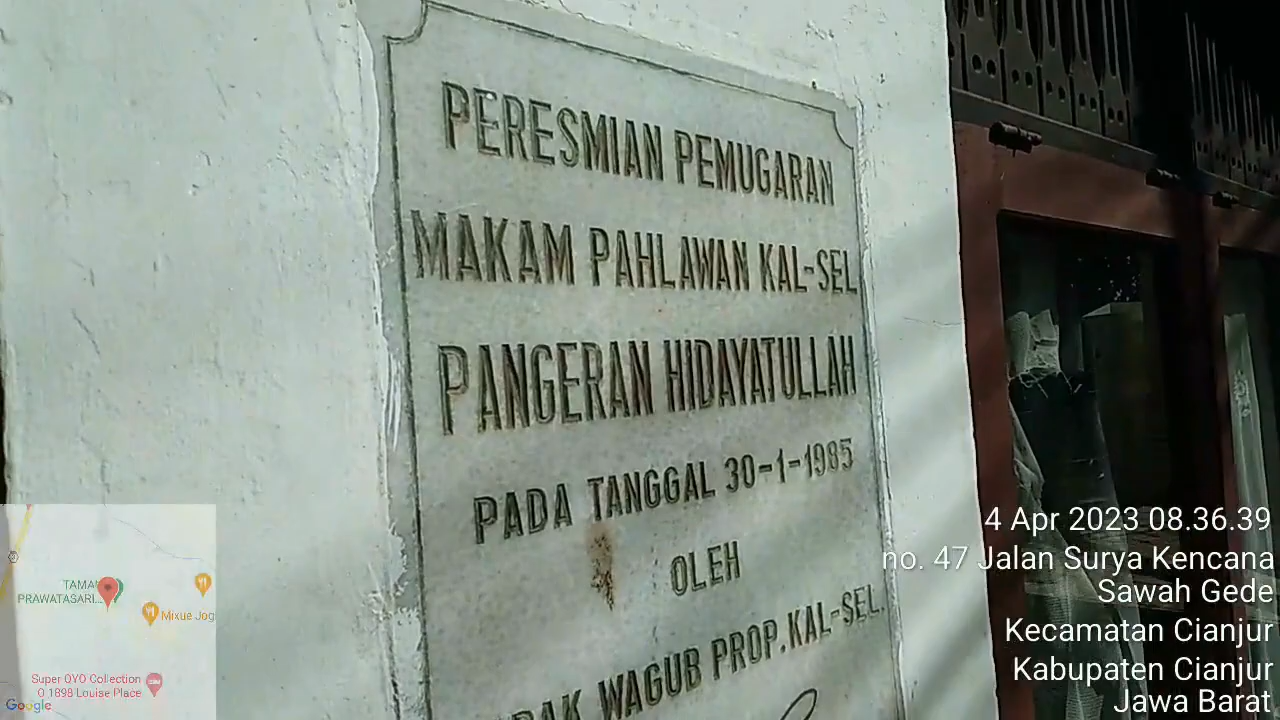 PERESMIAN PEMUGARAN
MAKAM PAHLAWAN KAL-SEL
PANGERAN HIDAYATULLAH
PADA TANGGAL 30-1-1985
OLEH
WAGUB PROP. KAL-SEL.
4 Apr 2023 08.36.39
no. 47 Jalan Surya Kencana
Sawah Gede
Kecamatan Cianjur
Kabupaten Cianjur
Jawa Barat
TAMAN
PRAWATASARI...
Mixue Jog
Super OYO Collection
O 1898 Louise Place
Google